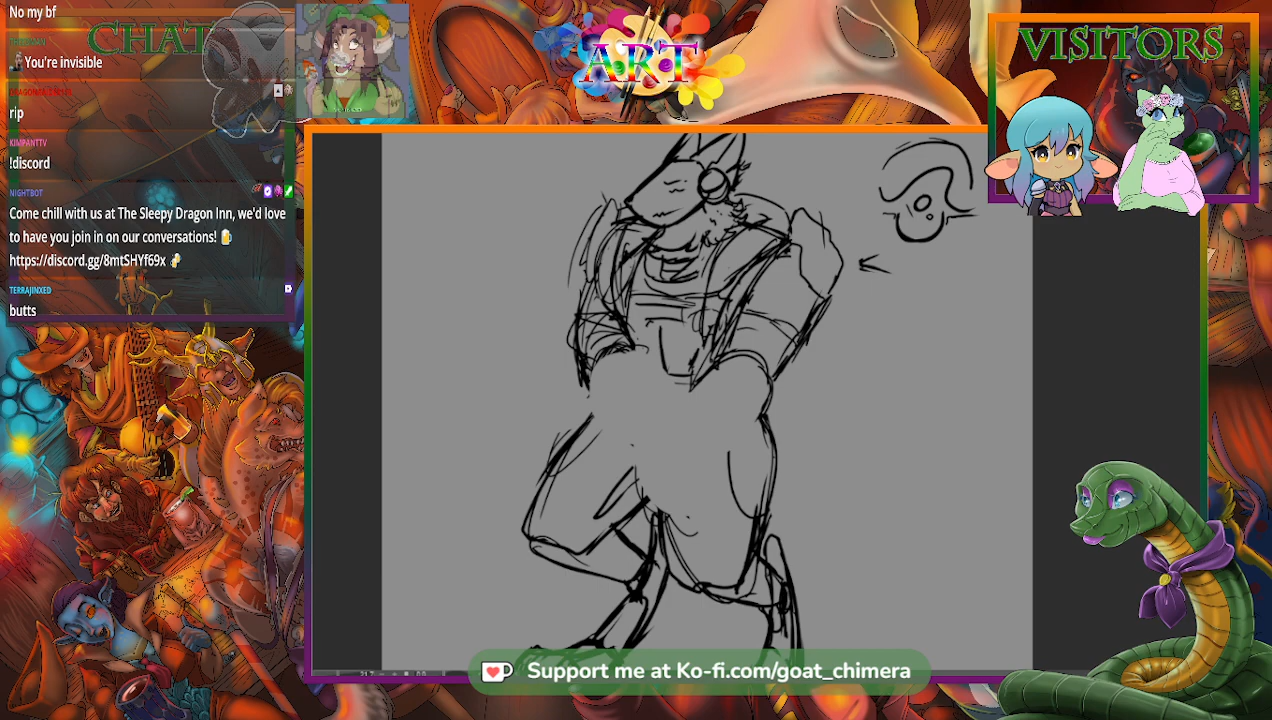 No my bf
CHAT
You're invisible
rip
KIMPANTTV
!discord
NIGHTBOT
Come chill with us at The Sleepy Dragon Inn, we'd love
to have you join in on our conversations!
https://discord.gg/8mtSHYf69x
TERRAJINXED
butts
ART
VISITORS
Support me at Ko-fi.com/goat_chimera